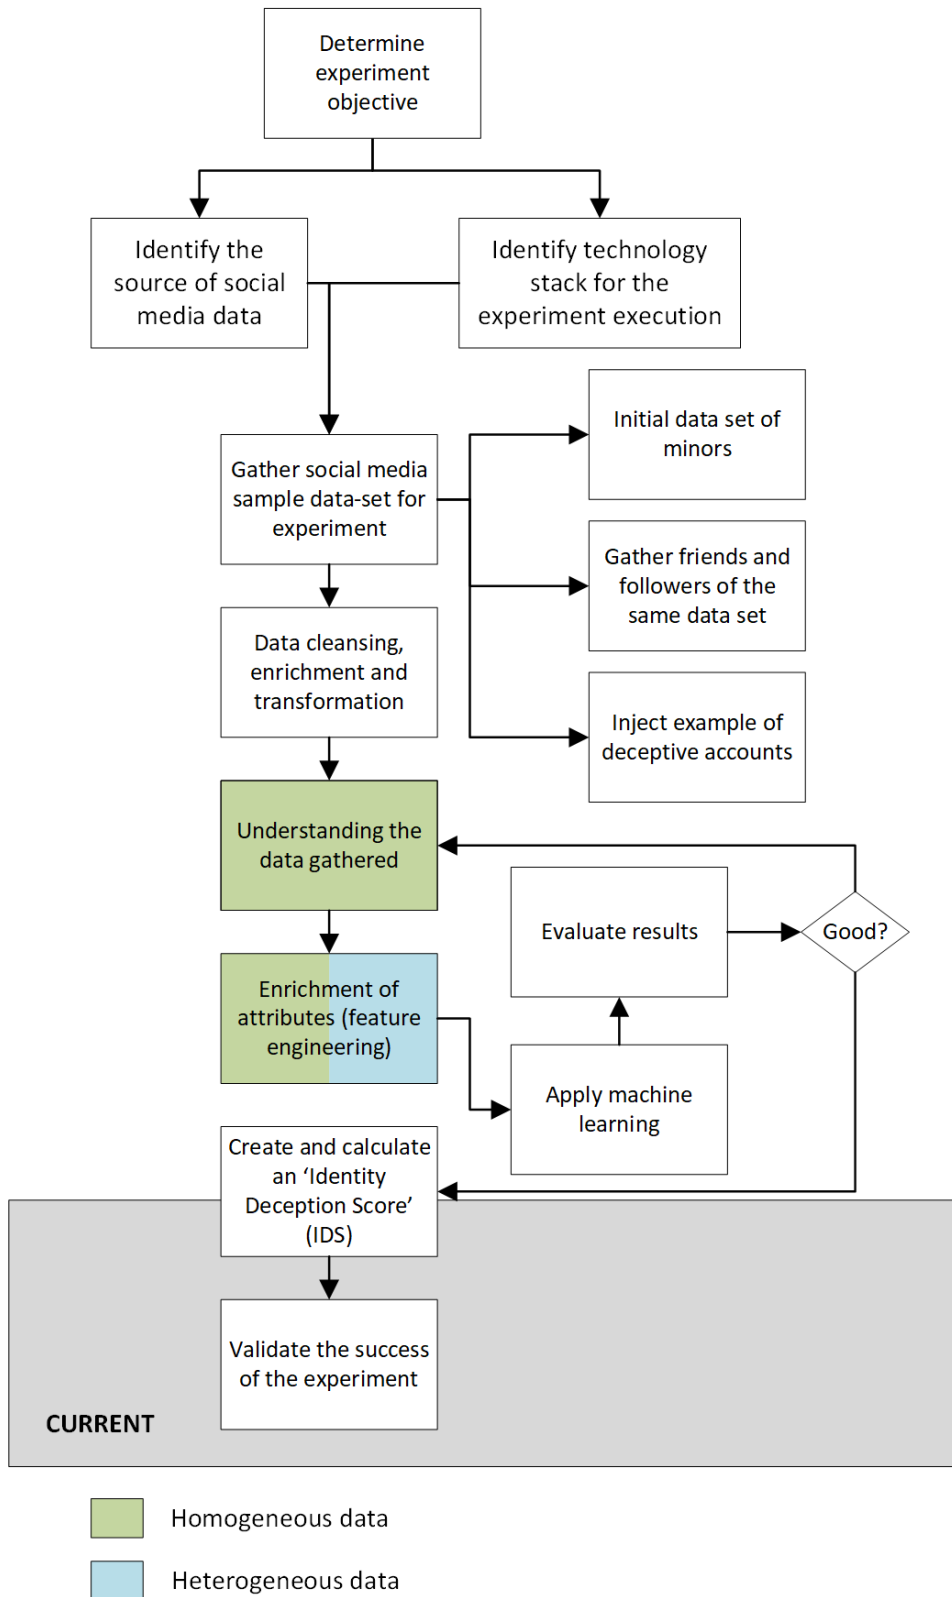 Determine
experiment
objective
Identify the
source of social
media data
Identify technology
stack for the
experiment execution
Initial data set of
minors
Gather social media
sample data-set for
experiment
Gather friends and
followers of the
same data set
Data cleansing,
enrichment and
transformation
Inject example of
deceptive accounts
Understanding the
data gathered
Evaluate results
Good?
Enrichment of
attributes (feature
engineering)
Apply machine
learning
Create and calculate
an ‘Identity
Deception Score’
(IDS)
Validate the success
of the experiment
CURRENT
Homogeneous data
Heterogeneous data